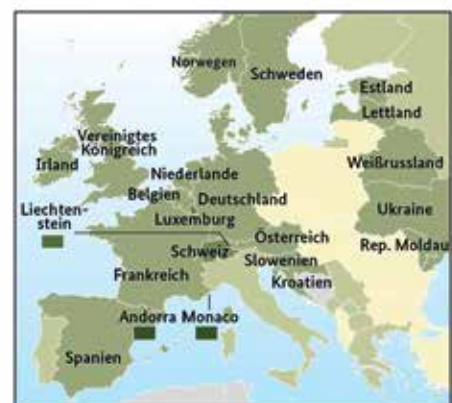 Norwegen
Schweden
Estland
Lettland
Vereinigtes
Königreich
Irland
Weißrussland
Niederlande
Belgien
Deutschland
Liechten-
stein
Luxemburg
Ukraine
Österreich
Rep. Moldau
Schweiz
Slowenien
Frankreich
Kroatien
Andorra
Monaco
Spanien